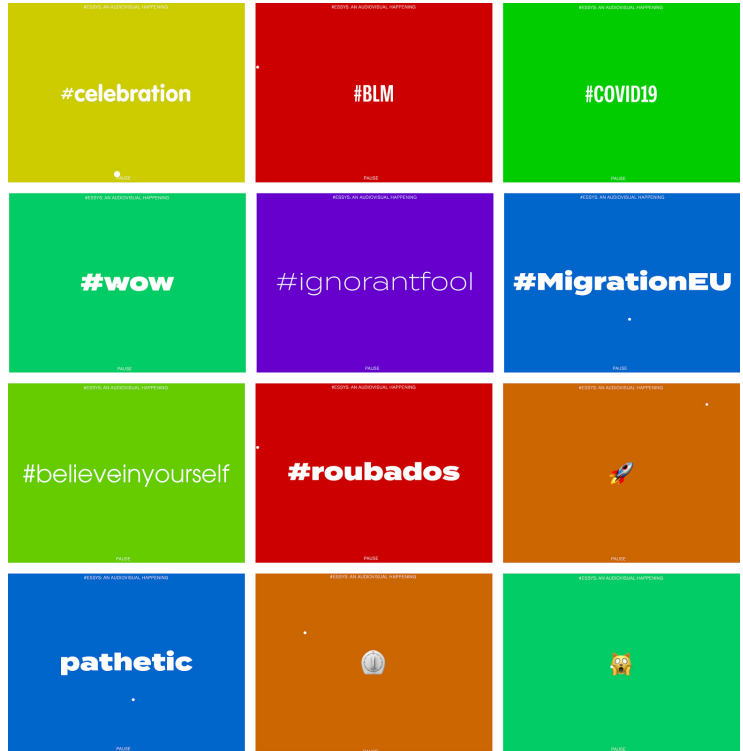 #ESSYS: AN AUDIOVISUAL HAPPENING
#celebration
PAUSE
#ESSYS: AN AUDIOVISUAL HAPPENING
#BLM
PAUSE
#ESSYS: AN AUDIOVISUAL HAPPENING
#COVID19
PAUSE
#ESSYS: AN AUDIOVISUAL HAPPENING
#wow
PAUSE
#ESSYS: AN AUDIOVISUAL HAPPENING
#ignorantfool
PAUSE
#ESSYS: AN AUDIOVISUAL HAPPENING
#MigrationEU
PAUSE
#ESSYS: AN AUDIOVISUAL HAPPENING
#believeinyourself
PAUSE
#ESSYS: AN AUDIOVISUAL HAPPENING
#roubados
PAUSE
#ESSYS: AN AUDIOVISUAL HAPPENING
PAUSE
#ESSYS: AN AUDIOVISUAL HAPPENING
pathetic
PAUSE
#ESSYS: AN AUDIOVISUAL HAPPENING
PAUSE
#ESSYS: AN AUDIOVISUAL HAPPENING
PAUSE